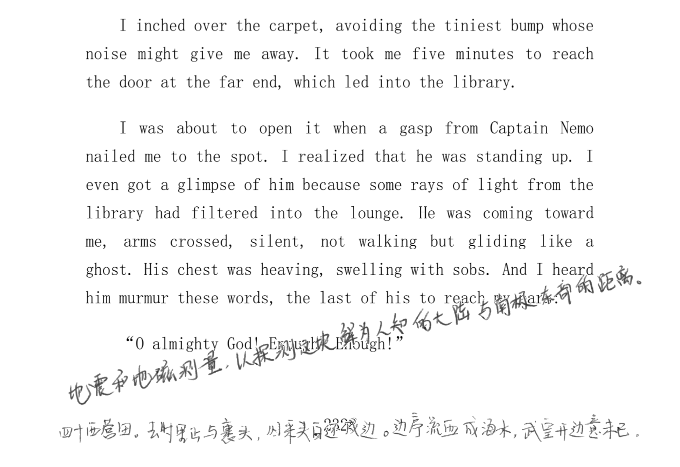 I inched over the carpet, avoiding the tiniest bump whose
noise might give me away. It took me five minutes to reach
the door at the far end, which led into the library.
I was about to open it when a gasp from Captain Nemo
nailed me to the spot. I realized that he was standing up. I
even got a glimpse of him because some rays of light from the
library had filtered into the lounge. He was coming toward
me, arms crossed, silent, not walking but gliding like a
ghost. His chest was heaving, swelling with sobs. And I heard
him murmur these words, the last of his to reach my ears:
“O almighty God! Enough! Enough!”
地震和地磁测量，以探测这块鲜为人知的大陆与南极东部的距离。
四十西营田。去时里正与裹头，归来头白还戍边。边庭流血成海水，武皇开边意未已。